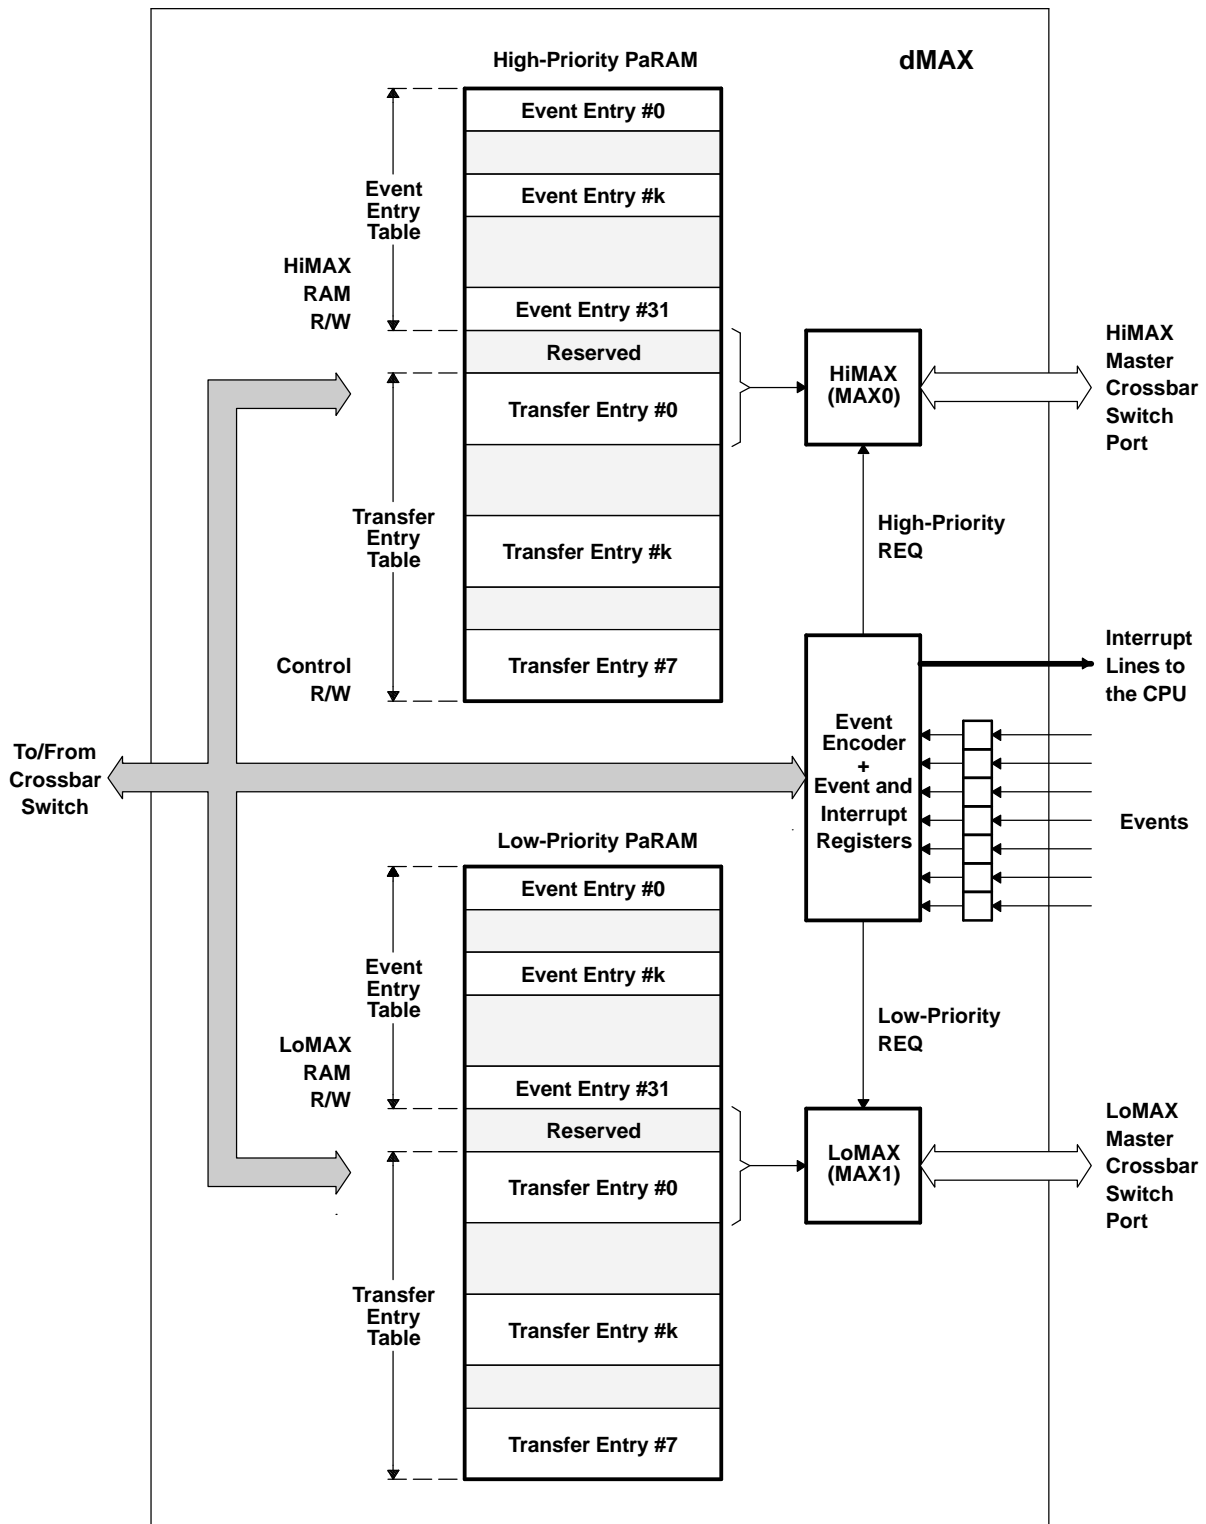 dMAX
High-Priority PaRAM
Event Entry #0
Event Entry #k
Event Entry #31
Reserved
Transfer Entry #0
Transfer Entry #k
Transfer Entry #7
Event
Entry
Table
HiMAX
RAM
R/W
Transfer
Entry
Table
Control
R/W
HiMAX
(MAX0)
HiMAX
Master
Crossbar
Switch
Port
High-Priority
REQ
Interrupt
Lines to
the CPU
Event
Encoder
+
Event and
Interrupt
Registers
Events
To/From
Crossbar
Switch
Low-Priority PaRAM
Event Entry #0
Event Entry #k
Event Entry #31
Reserved
Transfer Entry #0
Transfer Entry #k
Transfer Entry #7
Event
Entry
Table
LoMAX
RAM
R/W
Transfer
Entry
Table
Low-Priority
REQ
LoMAX
(MAX1)
LoMAX
Master
Crossbar
Switch
Port